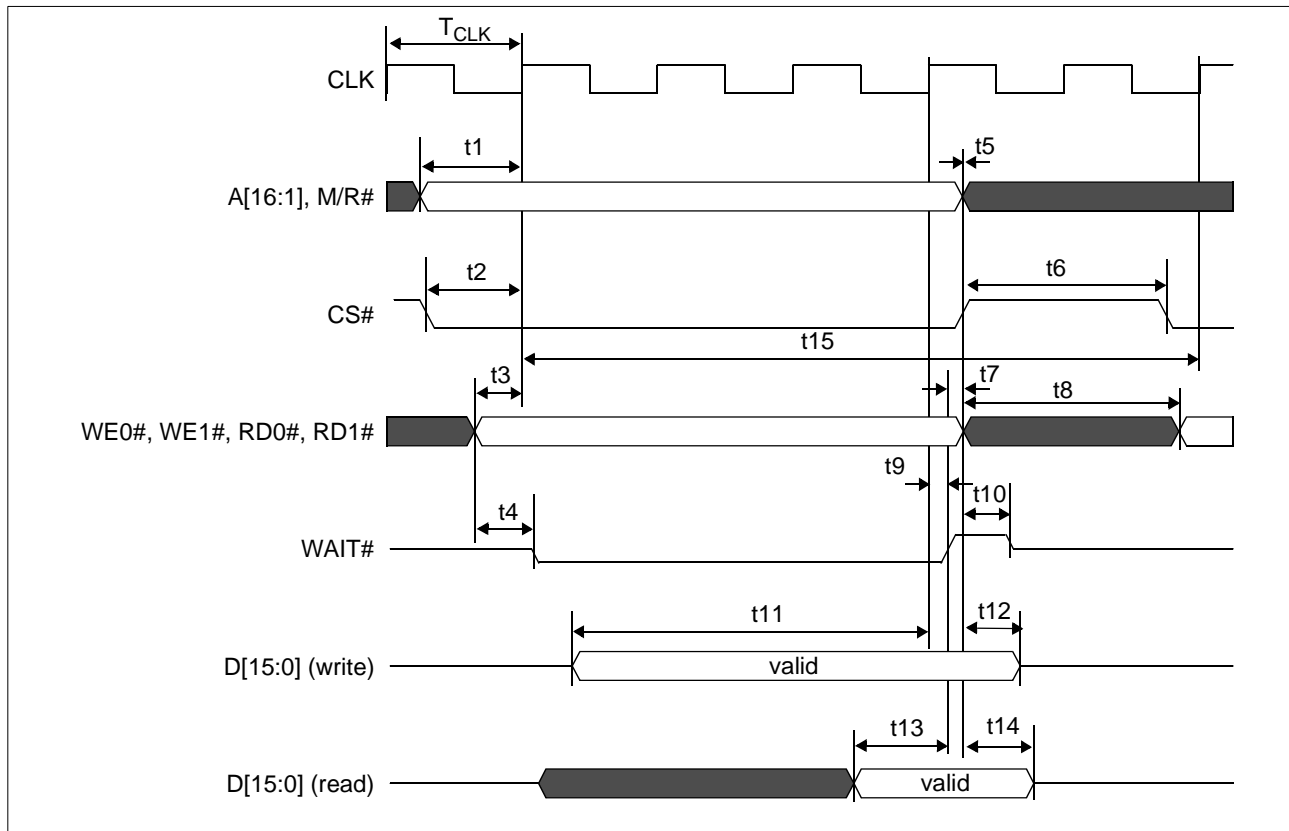 TCLK
CLK
t1
t5
A[16:1], M/R#
t2
t6
CS#
t15
t3
t7
t8
WE0#, WE1#, RD0#, RD1#
t9
t10
t4
WAIT#
t11
t12
D[15:0] (write)
valid
t13
t14
D[15:0] (read)
valid